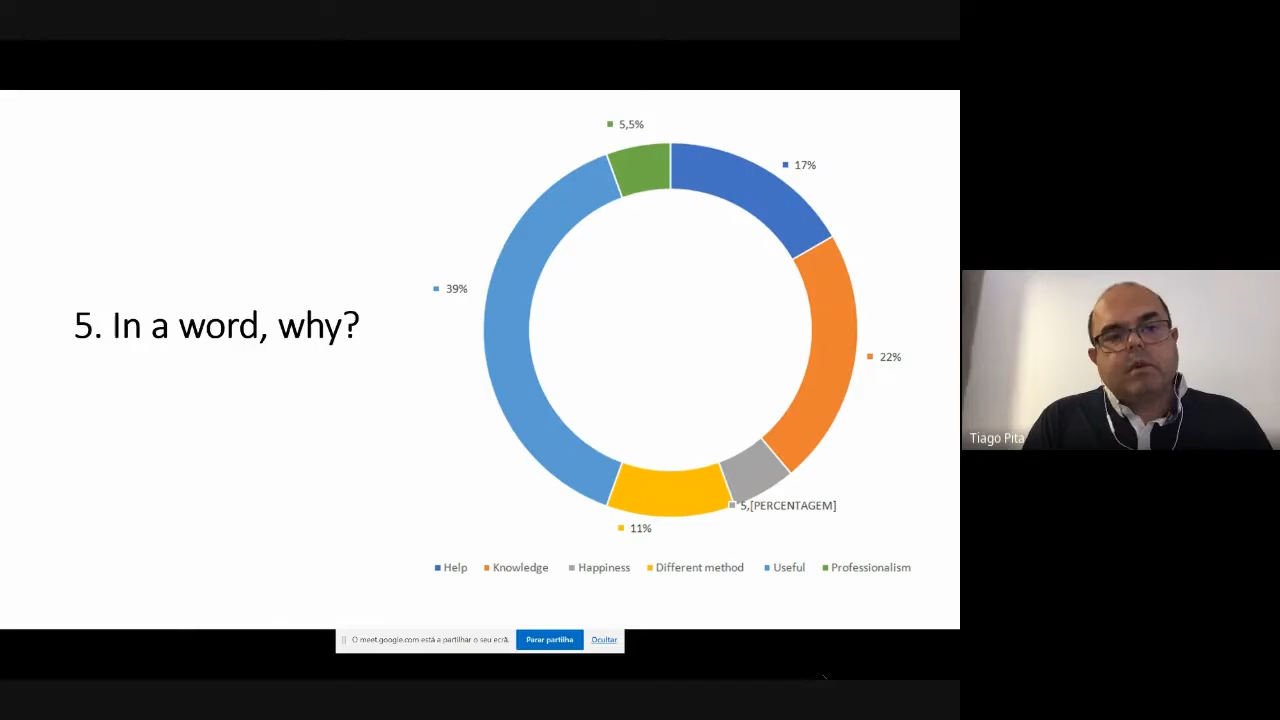 5,5%
17%
39%
5. In a word, why?
22%
5,[PERCENTAGEM]
11%
Help Knowledge Happiness Different method Useful Professionalism
Tiago Pita
O meet.google.com está a partilhar o seu ecrã. Parar partilha Ocultar